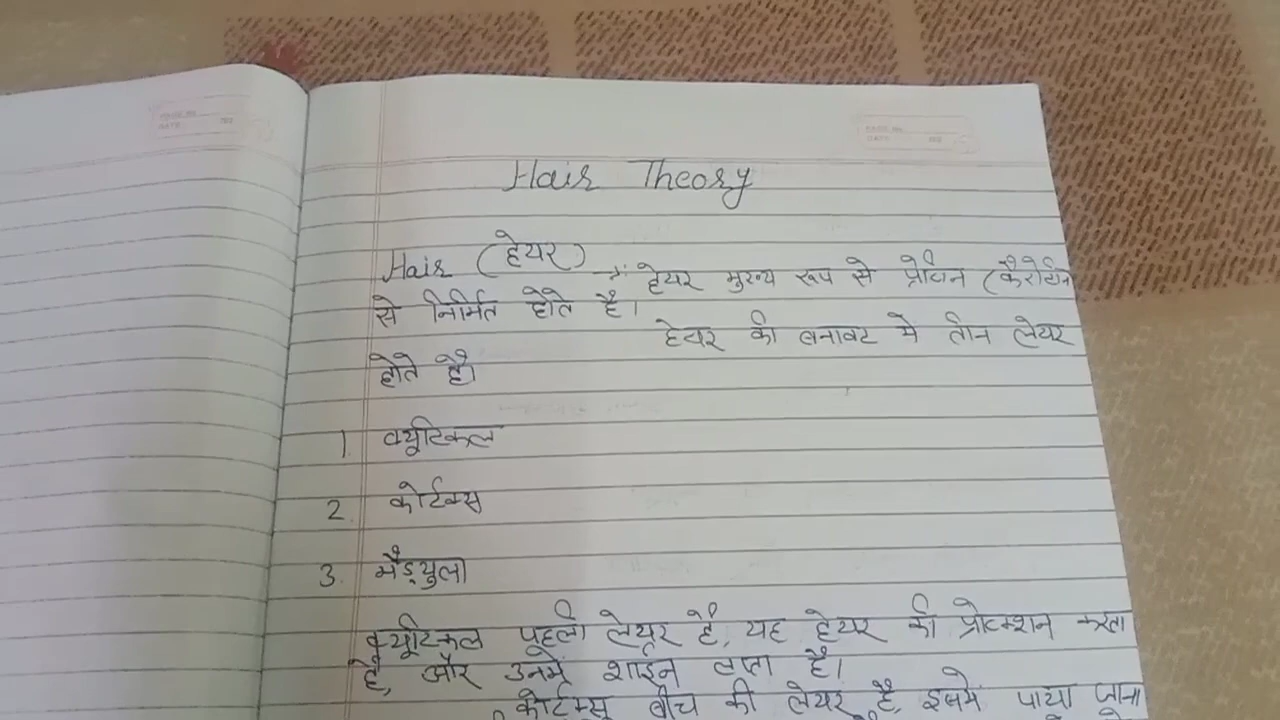 Hair Theory
Hair (हेयर) → हेयर मुख्य रूप से प्रोटीन (कैरोटीन
से निर्मित होते है।
हेयर की बनावट मे तीन लेयर
होते है।
1. क्यूटिकल
2. कोर्टेक्स
3. मैड्युला
क्यूटिकल पहली लेयर है, यह हेयर की प्रोटेक्शन करता
है, और उनमें शाइन लाता है।
कोर्टेक्स बीच की लेयर है, इसमें पाया जाना